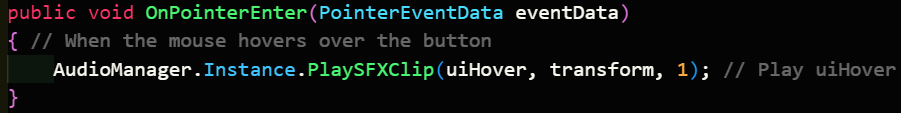 public void OnPointerEnter(PointerEventData eventData)
{ // When the mouse hovers over the button
    AudioManager.Instance.PlaySFXClip(uiHover, transform, 1); // Play uiHover
}